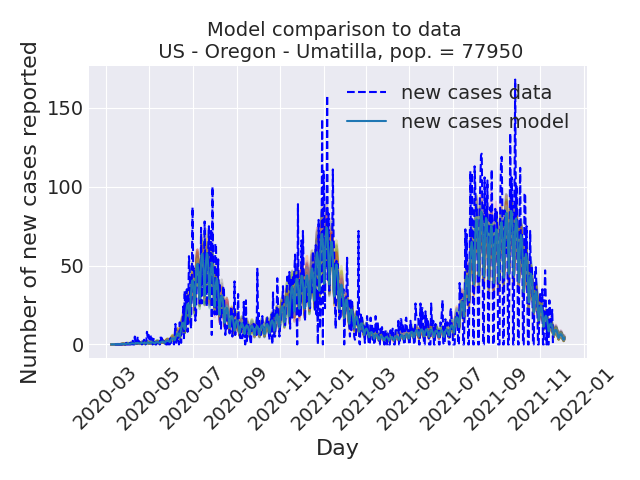 Model comparison to data
US - Oregon - Umatilla, pop. = 77950
Number of new cases reported
150
100
50
0
new cases data
new cases model
2020-03
2020-05
2020-07
2020-09
2020-11
2021-01
2021-03
2021-05
2021-07
2021-09
2021-11
2022-01
Day